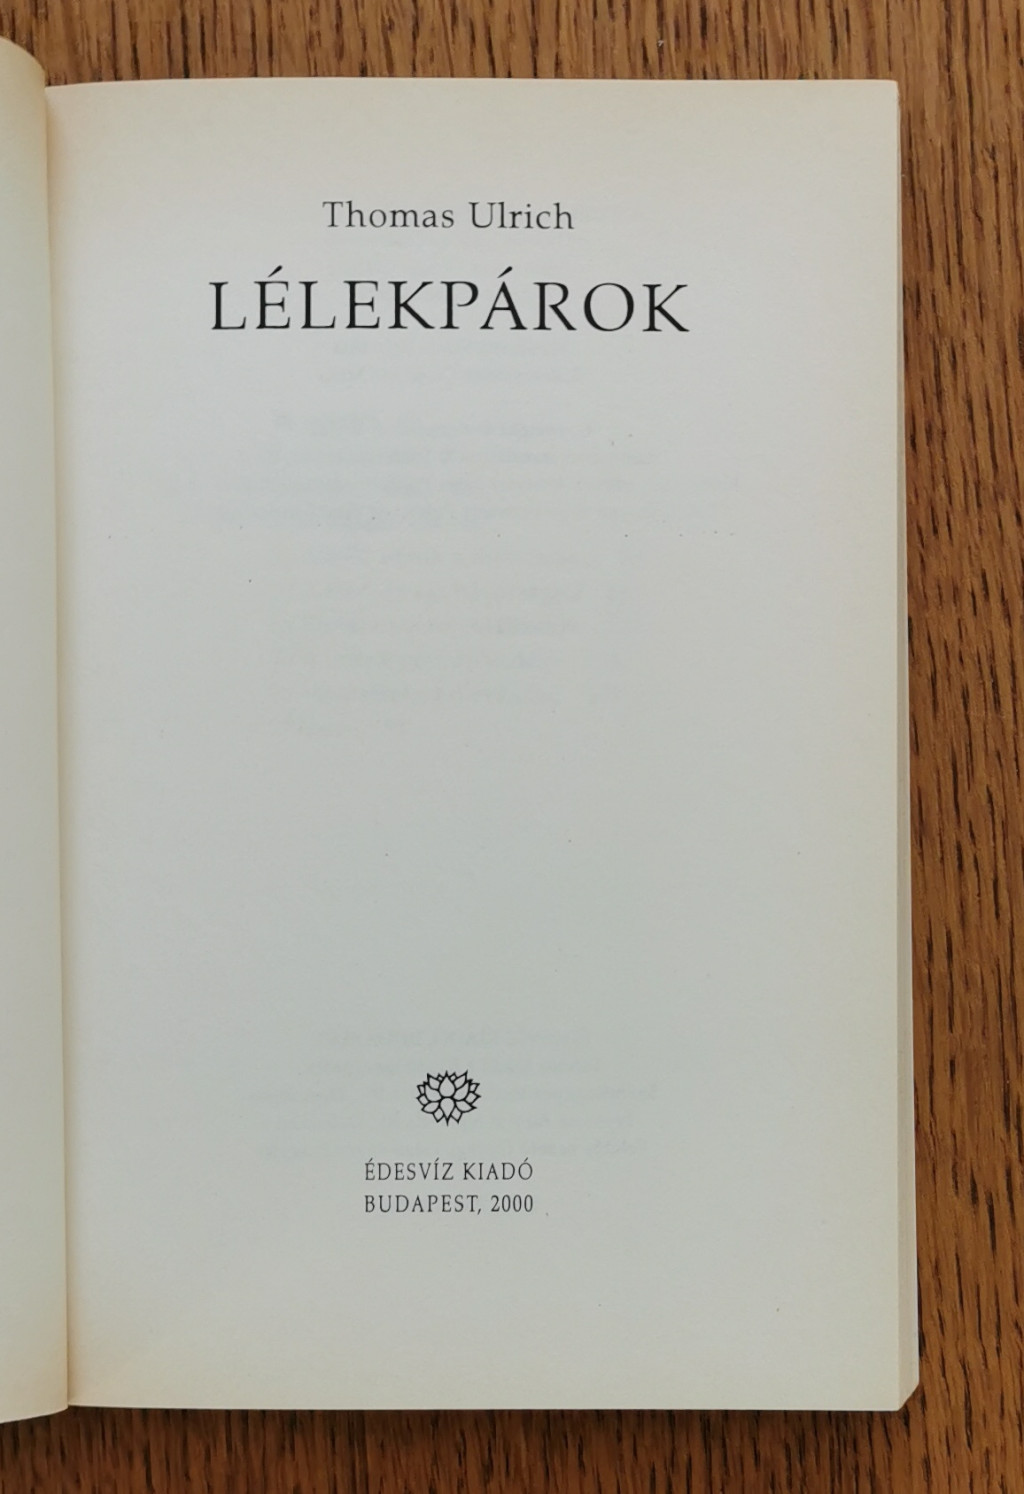 Thomas Ulrich
LÉLEKPÁROK
ÉDESVÍZ KIADÓ
BUDAPEST, 2000